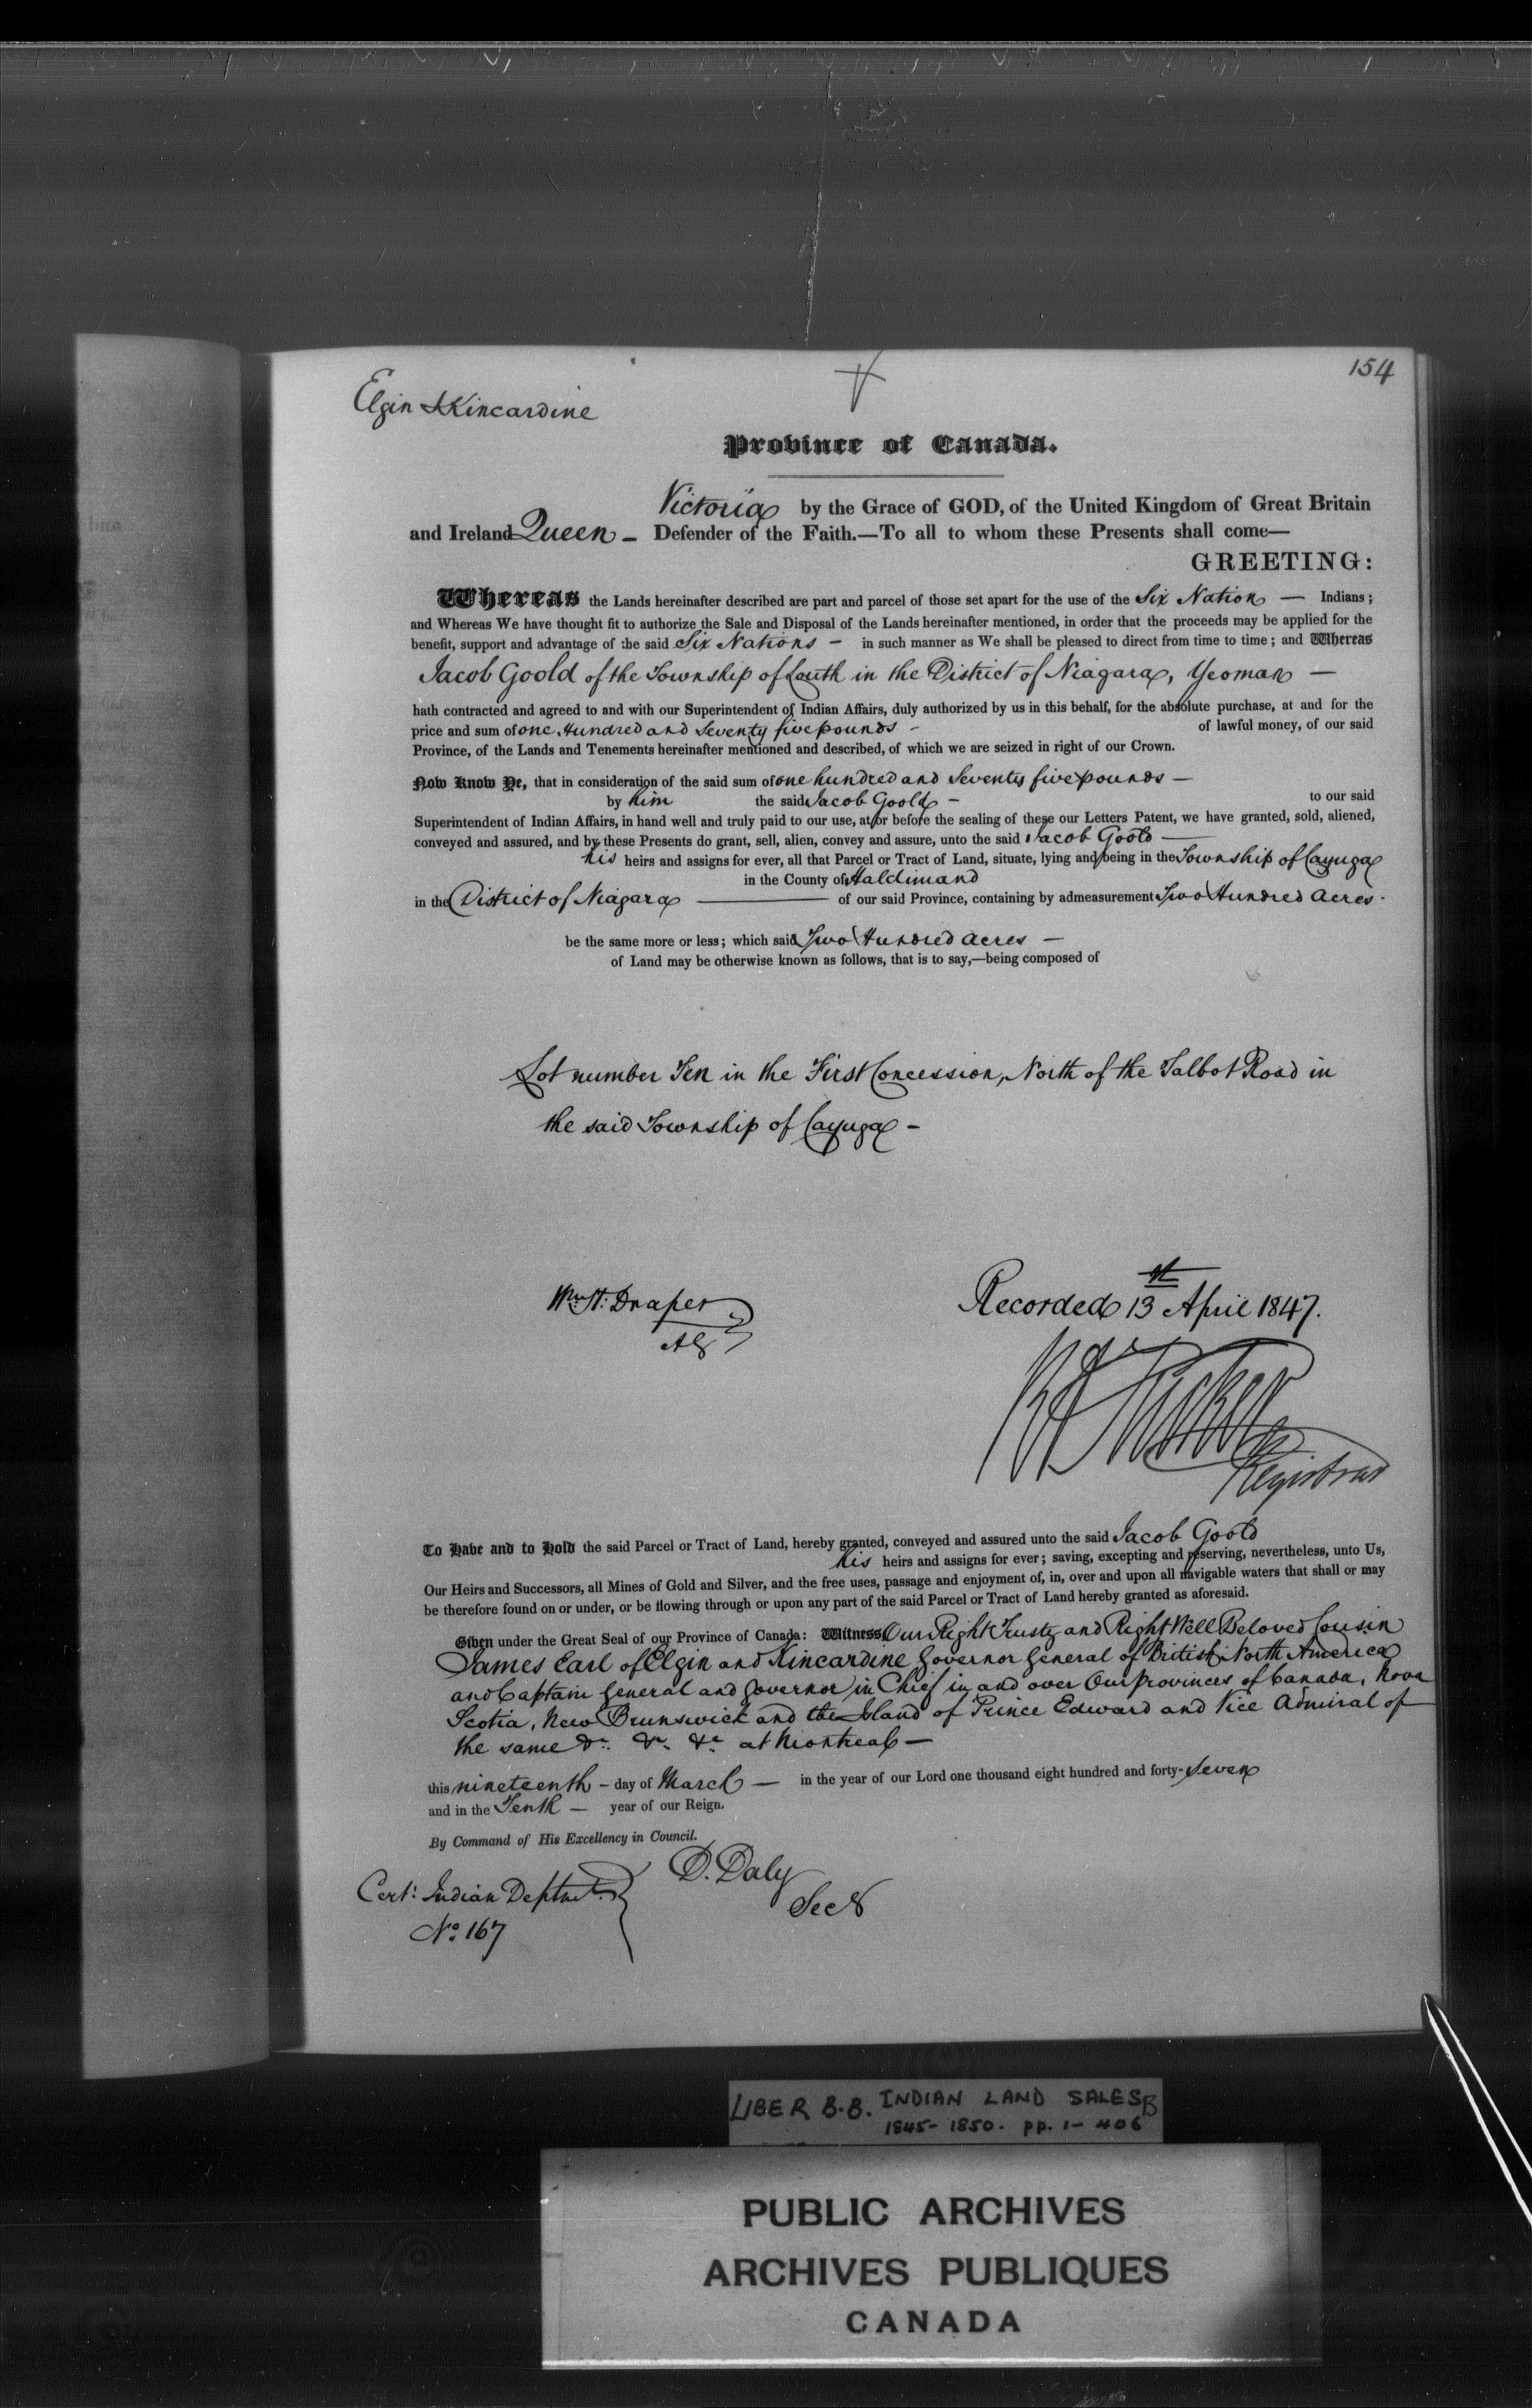 154
Elgin & Kincardine
Province of Canada.
Victoria by the Grace of GOD, of the United Kingdom of Great Britain
and Ireland Queen – Defender of the Faith.—To all to whom these Presents shall come—
GREETING:
Whereas the Lands hereinafter described are part and parcel of those set apart for the use of the Six Nation — Indians;
and Whereas We have thought fit to authorize the Sale and Disposal of the Lands hereinafter mentioned, in order that the proceeds may be applied for the
benefit, support and advantage of the said Six Nations – in such manner as We shall be pleased to direct from time to time; and Whereas
Jacob Goold of the Township of Louth in the District of Niagara, Yeoman —
hath contracted and agreed to and with our Superintendent of Indian Affairs, duly authorized by us in this behalf, for the absolute purchase, at and for the
price and sum of one Hundred and Seventy five pounds – of lawful money, of our said
Province, of the Lands and Tenements hereinafter mentioned and described, of which we are seized in right of our Crown.
Now Know Ye, that in consideration of the said sum of one hundred and Seventy five pounds —
by him the said Jacob Goold – to our said
Superintendent of Indian Affairs, in hand well and truly paid to our use, at or before the sealing of these our Letters Patent, we have granted, sold, aliened,
conveyed and assured, and by these Presents do grant, sell, alien, convey and assure, unto the said Jacob Goold —
his heirs and assigns for ever, all that Parcel or Tract of Land, situate, lying and being in the Township of Cayuga
in the County of Haldimand
in the District of Niagara — of our said Province, containing by admeasurement Two Hundred Acres.
be the same more or less; which said Two Hundred acres —
of Land may be otherwise known as follows, that is to say,—being composed of
Lot number Ten in the First Concession, North of the Talbot Road in
the said Township of Cayuga –
Wm. H. Draper
AG
Recorded 13 April 1847.
Registrar
To Have and to Hold the said Parcel or Tract of Land, hereby granted, conveyed and assured unto the said Jacob Goold
his heirs and assigns for ever; saving, excepting and reserving, nevertheless, unto Us,
Our Heirs and Successors, all Mines of Gold and Silver, and the free uses, passage and enjoyment of, in, over and upon all navigable waters that shall or may
be therefore found on or under, or be flowing through or upon any part of the said Parcel or Tract of Land hereby granted as aforesaid.
Given under the Great Seal of our Province of Canada: Witness, Our Right Trusty and Right Well Beloved Cousin
James Earl of Elgin and Kincardine Governor General of British North America
and Captain General and Governor in Chief in and over Our Provinces of Canada, Nova
Scotia, New Brunswick and the Island of Prince Edward and Vice Admiral of
the same &c. &c. &c. at Montreal —
this nineteenth – day of March — in the year of our Lord one thousand eight hundred and forty-seven
and in the Tenth — year of our Reign.
By Command of His Excellency in Council.
D. Daly
Secy
Cert: Indian Deptmt.
No. 167
LIBER B.B. INDIAN LAND SALES B
1845-1850. pp. 1-406
PUBLIC ARCHIVES
ARCHIVES PUBLIQUES
CANADA